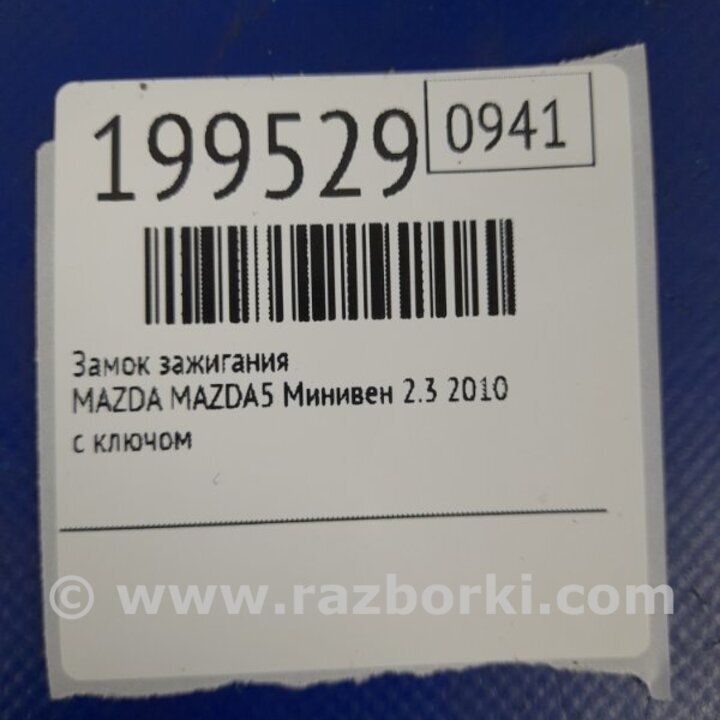 199529 0941
Замок зажигания
MAZDA MAZDA5 Минивен 2.3 2010
с ключом
© www.razborki.com